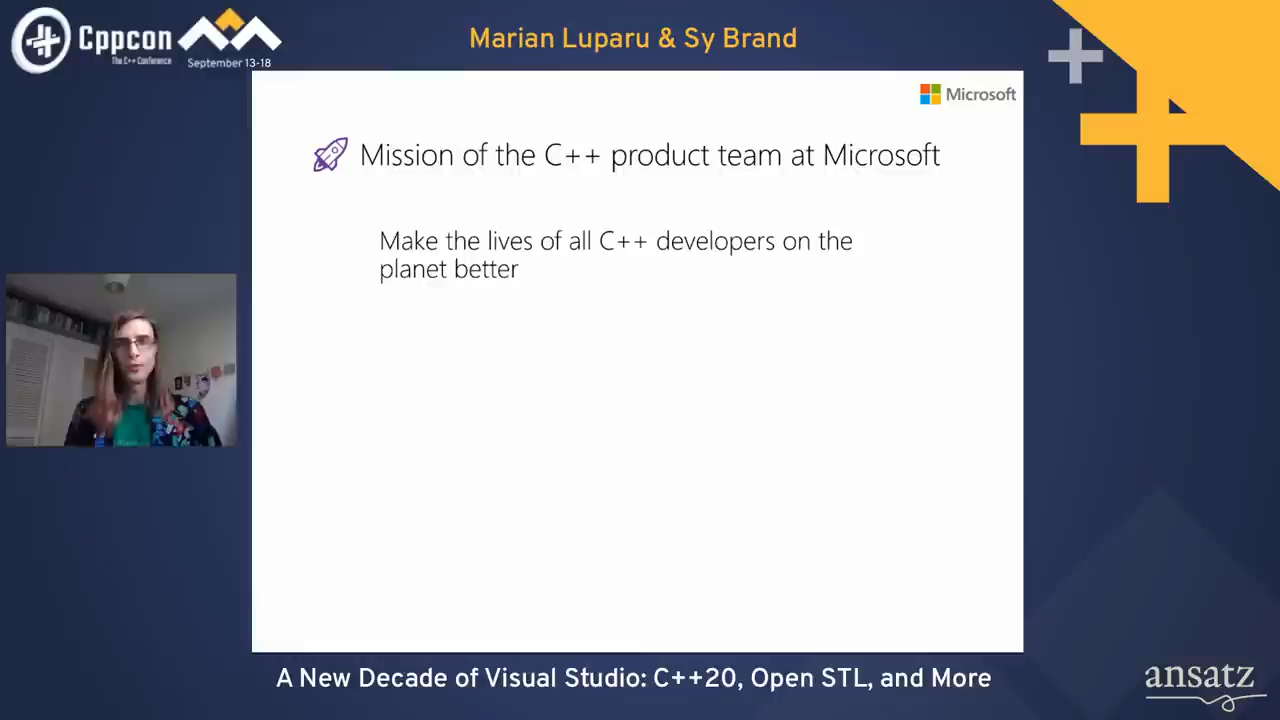 Cppcon
The C++ Conference
September 13-18
Marian Luparu & Sy Brand
Microsoft
Mission of the C++ product team at Microsoft
Make the lives of all C++ developers on the
planet better
A New Decade of Visual Studio: C++20, Open STL, and More
ansatz